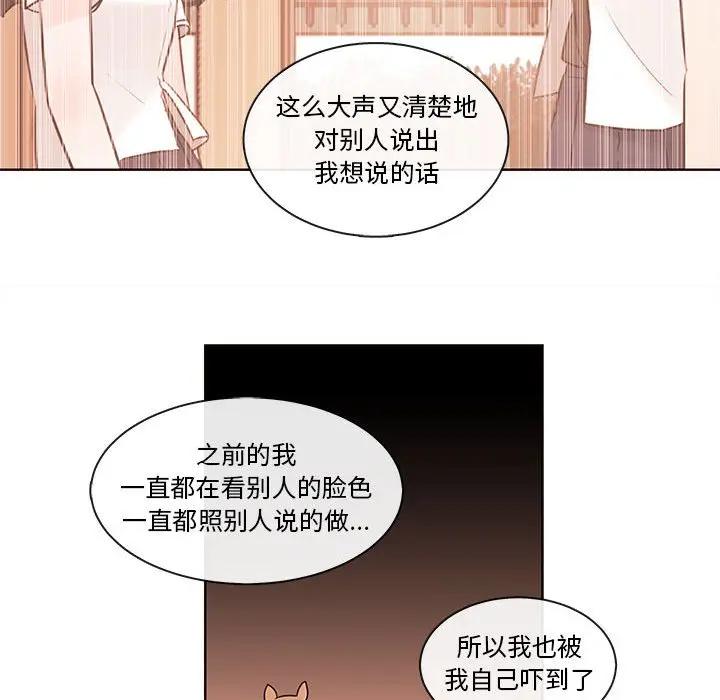 这么大声又清楚地
对别人说出
我想说的话
之前的我
一直都在看别人的脸色
一直都照别人说的做...
所以我也被
我自己吓到了